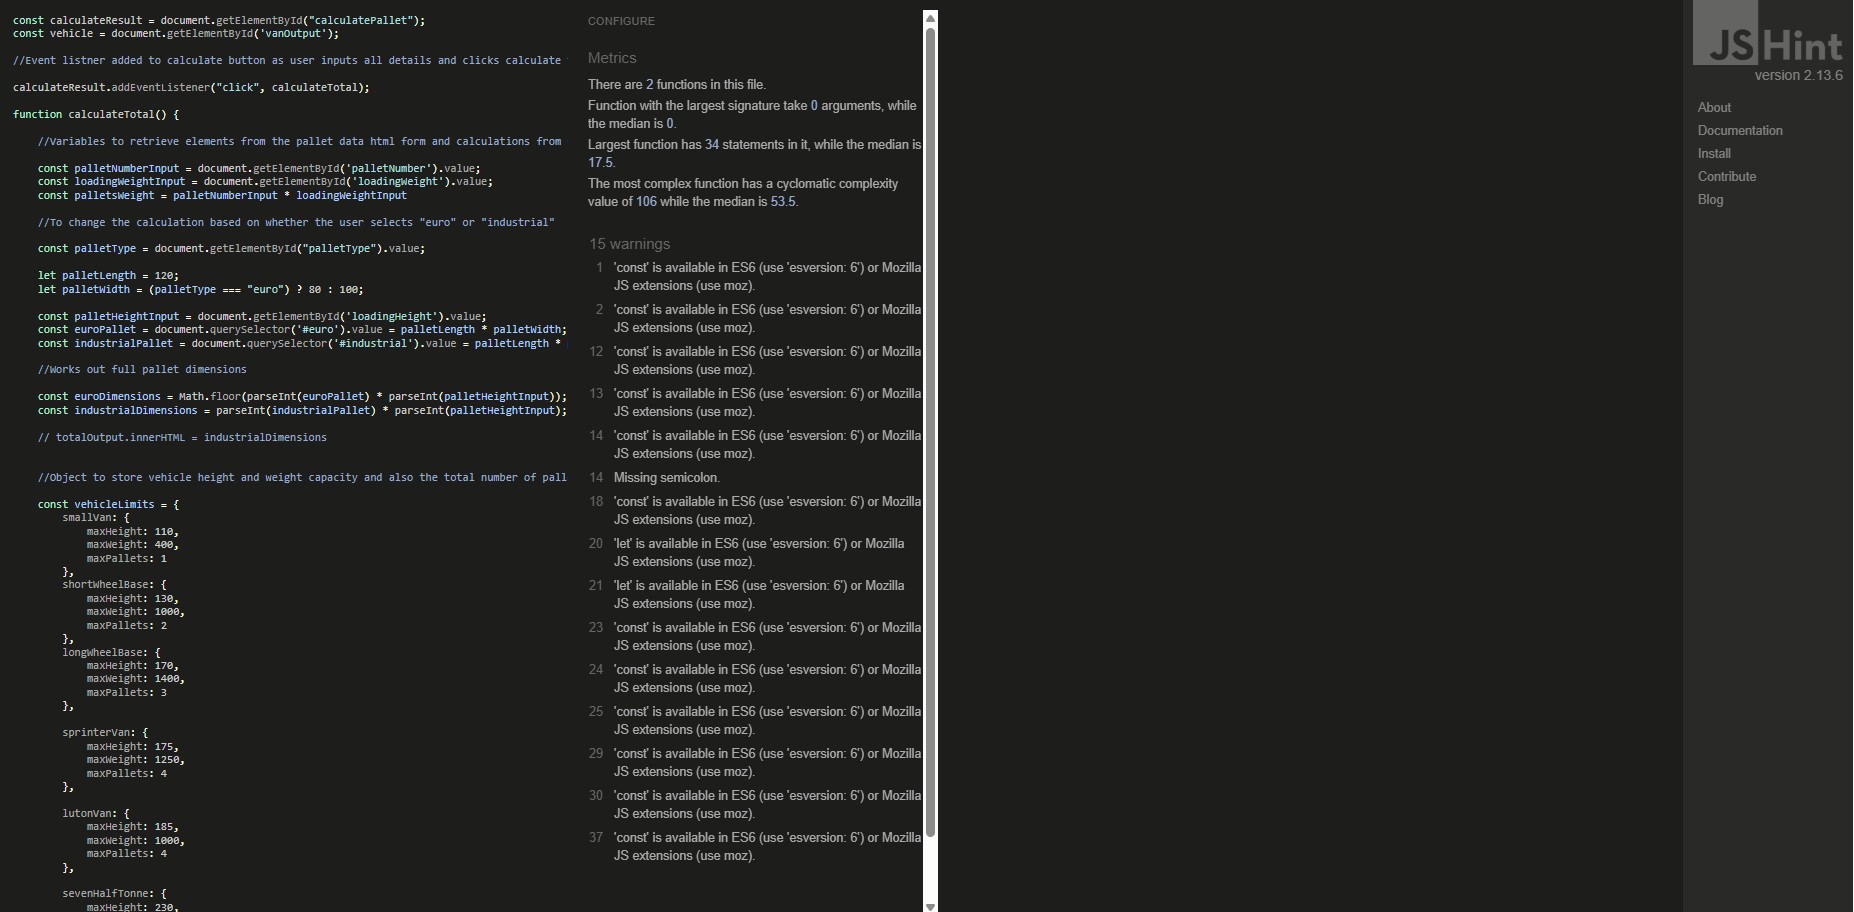 const calculateResult = document.getElementById("calculatePallet");
const vehicle = document.getElementById('vanOutput');
//Event listner added to calculate button as user inputs all details and clicks calculate
calculateResult.addEventListener("click", calculateTotal);
function calculateTotal() {
//Variables to retrieve elements from the pallet data html form and calculations from
const palletNumberInput = document.getElementById('palletNumber').value;
const loadingWeightInput = document.getElementById('loadingWeight').value;
const palletsWeight = palletNumberInput * loadingWeightInput
//To change the calculation based on whether the user selects "euro" or "industrial"
const palletType = document.getElementById("palletType").value;
let palletLength = 120;
let palletWidth = (palletType === "euro") ? 80 : 100;
const palletHeightInput = document.getElementById('loadingHeight').value;
const euroPallet = document.querySelector('#euro').value = palletLength * palletWidth;
const industrialPallet = document.querySelector('#industrial').value = palletLength *
//Works out full pallet dimensions
const euroDimensions = Math.floor(parseInt(euroPallet) * parseInt(palletHeightInput));
const industrialDimensions = parseInt(industrialPallet) * parseInt(palletHeightInput);
// totalOutput.innerHTML = industrialDimensions
//Object to store vehicle height and weight capacity and also the total number of pall
const vehicleLimits = {
smallVan: {
maxHeight: 110,
maxWeight: 400,
maxPallets: 1
},
shortWheelBase: {
maxHeight: 130,
maxWeight: 1000,
maxPallets: 2
},
longWheelBase: {
maxHeight: 170,
maxWeight: 1400,
maxPallets: 3
},
sprinterVan: {
maxHeight: 175,
maxWeight: 1250,
maxPallets: 4
},
lutonVan: {
maxHeight: 185,
maxWeight: 1000,
maxPallets: 4
},
sevenHalfTonne: {
maxHeight: 230,
CONFIGURE
Metrics
There are 2 functions in this file.
Function with the largest signature take 0 arguments, while
the median is 0.
Largest function has 34 statements in it, while the median is
17.5.
The most complex function has a cyclomatic complexity
value of 106 while the median is 53.5.
15 warnings
1 'const' is available in ES6 (use 'esversion: 6') or Mozilla
JS extensions (use moz).
2 'const' is available in ES6 (use 'esversion: 6') or Mozilla
JS extensions (use moz).
12 'const' is available in ES6 (use 'esversion: 6') or Mozilla
JS extensions (use moz).
13 'const' is available in ES6 (use 'esversion: 6') or Mozilla
JS extensions (use moz).
14 'const' is available in ES6 (use 'esversion: 6') or Mozilla
JS extensions (use moz).
14 Missing semicolon.
18 'const' is available in ES6 (use 'esversion: 6') or Mozilla
JS extensions (use moz).
20 'let' is available in ES6 (use 'esversion: 6') or Mozilla
JS extensions (use moz).
21 'let' is available in ES6 (use 'esversion: 6') or Mozilla
JS extensions (use moz).
23 'const' is available in ES6 (use 'esversion: 6') or Mozilla
JS extensions (use moz).
24 'const' is available in ES6 (use 'esversion: 6') or Mozilla
JS extensions (use moz).
25 'const' is available in ES6 (use 'esversion: 6') or Mozilla
JS extensions (use moz).
29 'const' is available in ES6 (use 'esversion: 6') or Mozilla
JS extensions (use moz).
30 'const' is available in ES6 (use 'esversion: 6') or Mozilla
JS extensions (use moz).
37 'const' is available in ES6 (use 'esversion: 6') or Mozilla
JS extensions (use moz).
JSHint
version 2.13.6
About
Documentation
Install
Contribute
Blog